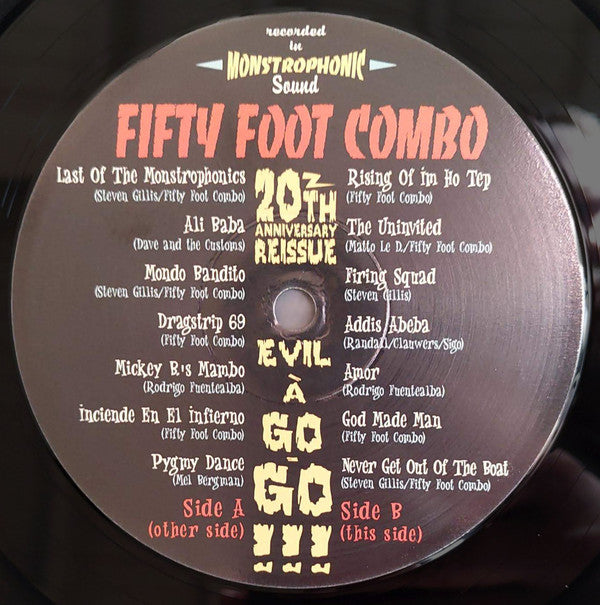 recorded
in
MONSTROPHONIC
Sound
FIFTY FOOT COMBO
Last Of The Monstrophonics
(Steven Gillis/Fifty Foot Combo)
Ali Baba
(Dave and the Customs)
Mondo Bandito
(Steven Gillis/Fifty Foot Combo)
Dragstrip 69
(Fifty Foot Combo)
Mickey R's Mambo
(Rodrigo Fuentealba)
inciende En El infierno
(Fifty Foot Combo)
Pygmy Dance
(Mel Bergman)
Side A
(other side)
20TH
ANNIVERSARY
REISSUE
EVIL
À
GO-
GO
!!!
Rising Of im Ho Tep
(Fifty Foot Combo)
The Uninvited
(Matto Le D./Fifty Foot Combo)
Firing Squad
(Steven Gillis)
Addis Abeba
(Randall/Clauwers/Sigo)
Amor
(Rodrigo Fuentealba)
God Made Man
(Fifty Foot Combo)
Never Get Out Of The Boat
(Steven Gillis/Fifty Foot Combo)
Side B
(this side)